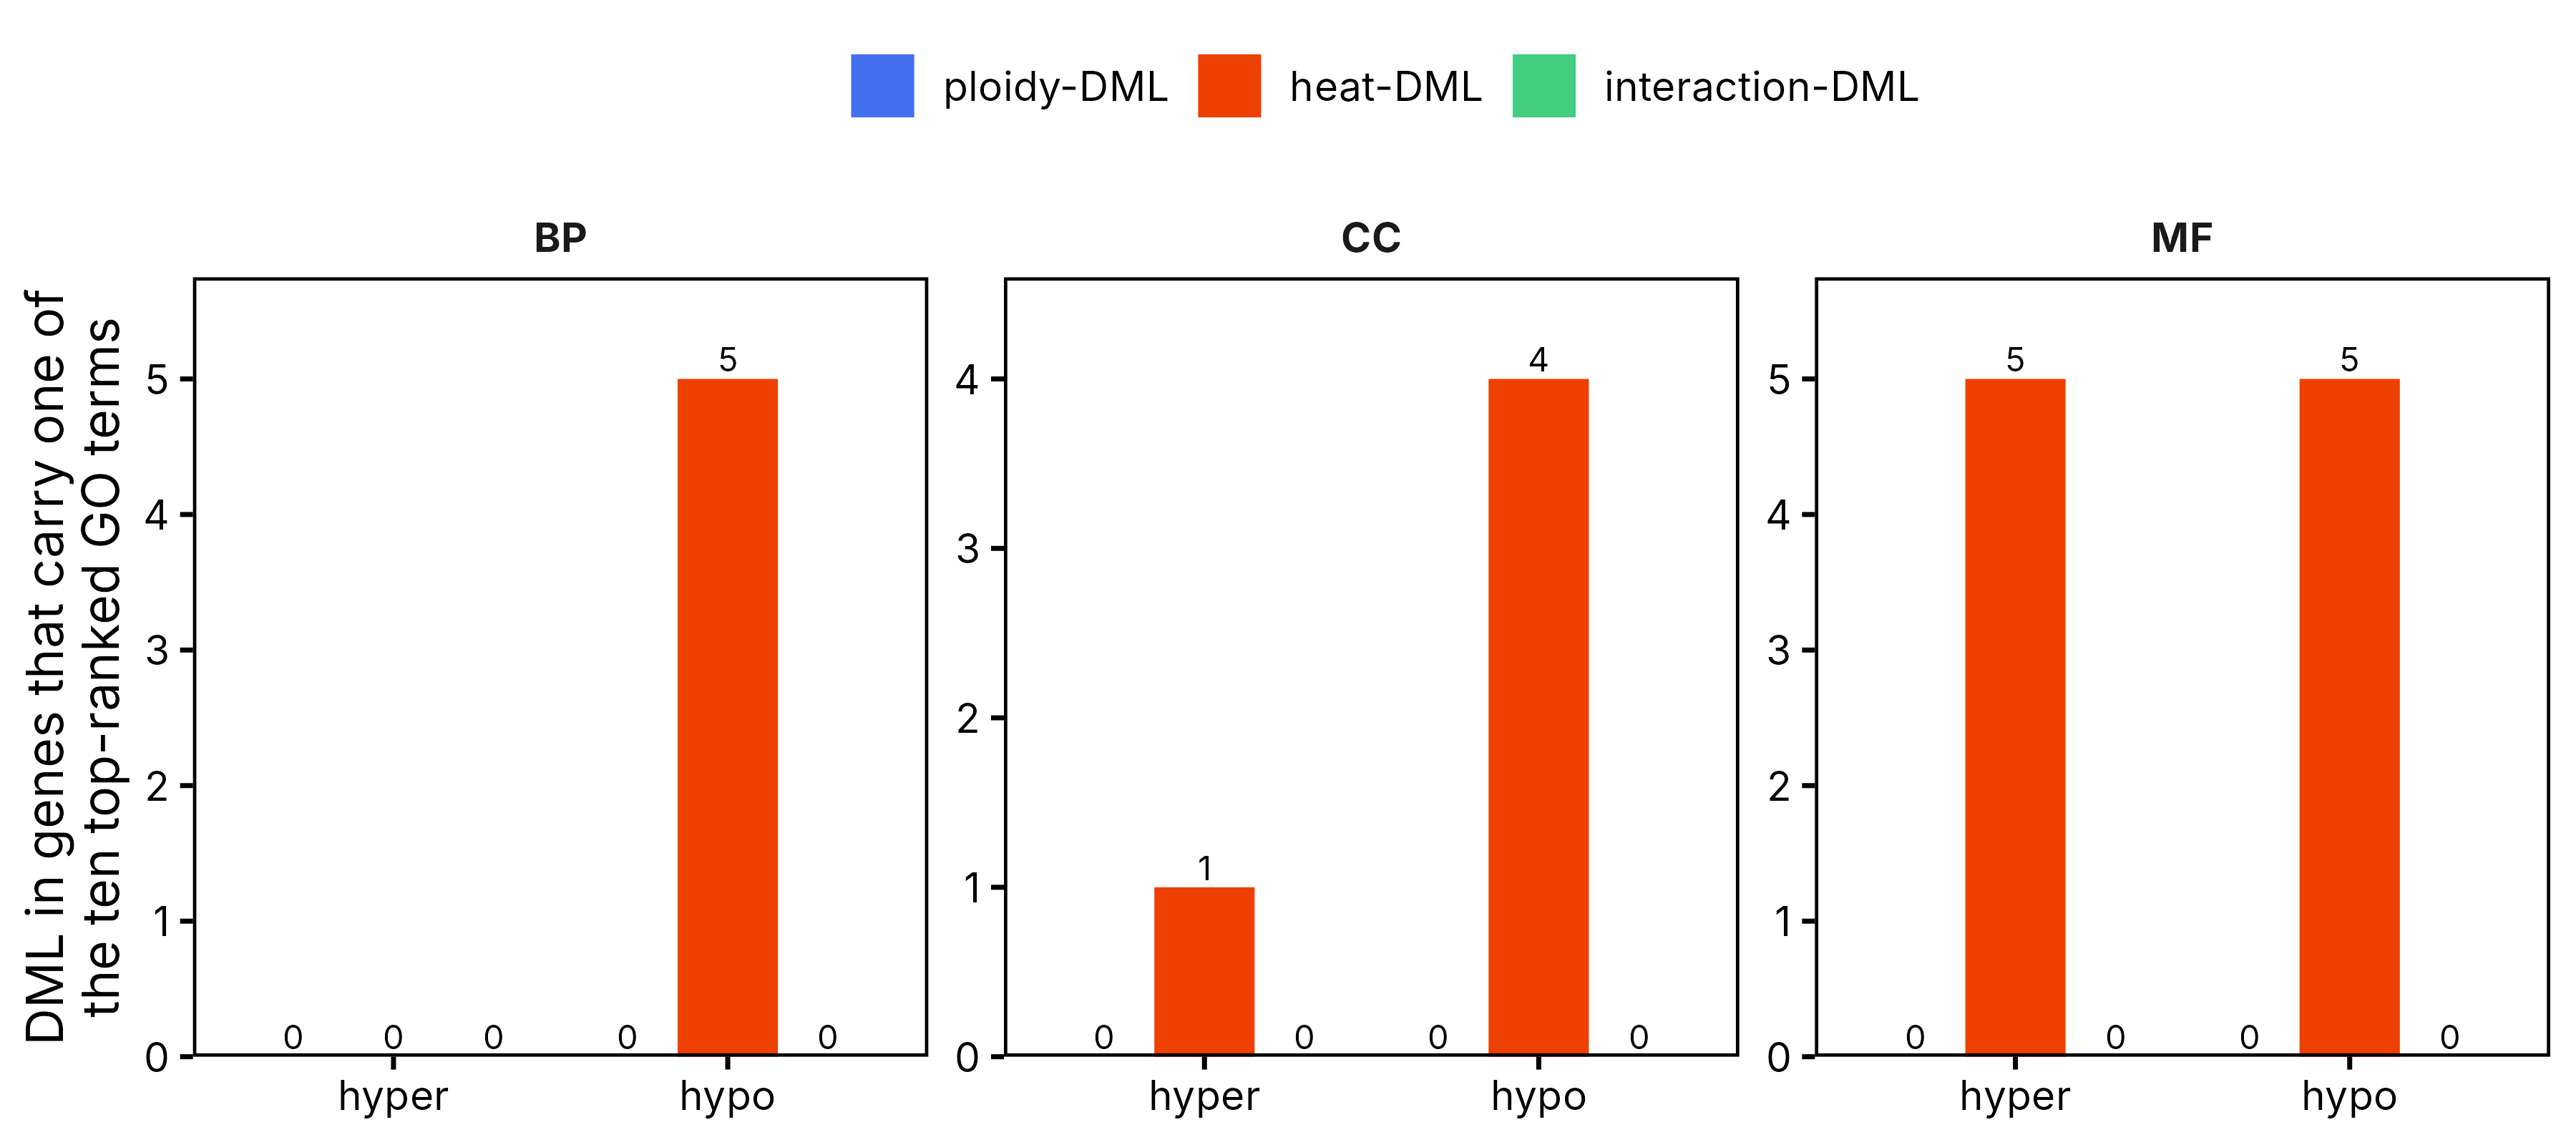 ploidy-DML heat-DML interaction-DML
BP CC MF
DML in genes that carry one of
the ten top-ranked GO terms
5
4
3
2
1
0
5
0 0 0 0 0
hyper hypo
4
3
2
1
0
1
4
0 0 0 0
hyper hypo
5
4
3
2
1
0
5 5
0 0 0 0
hyper hypo